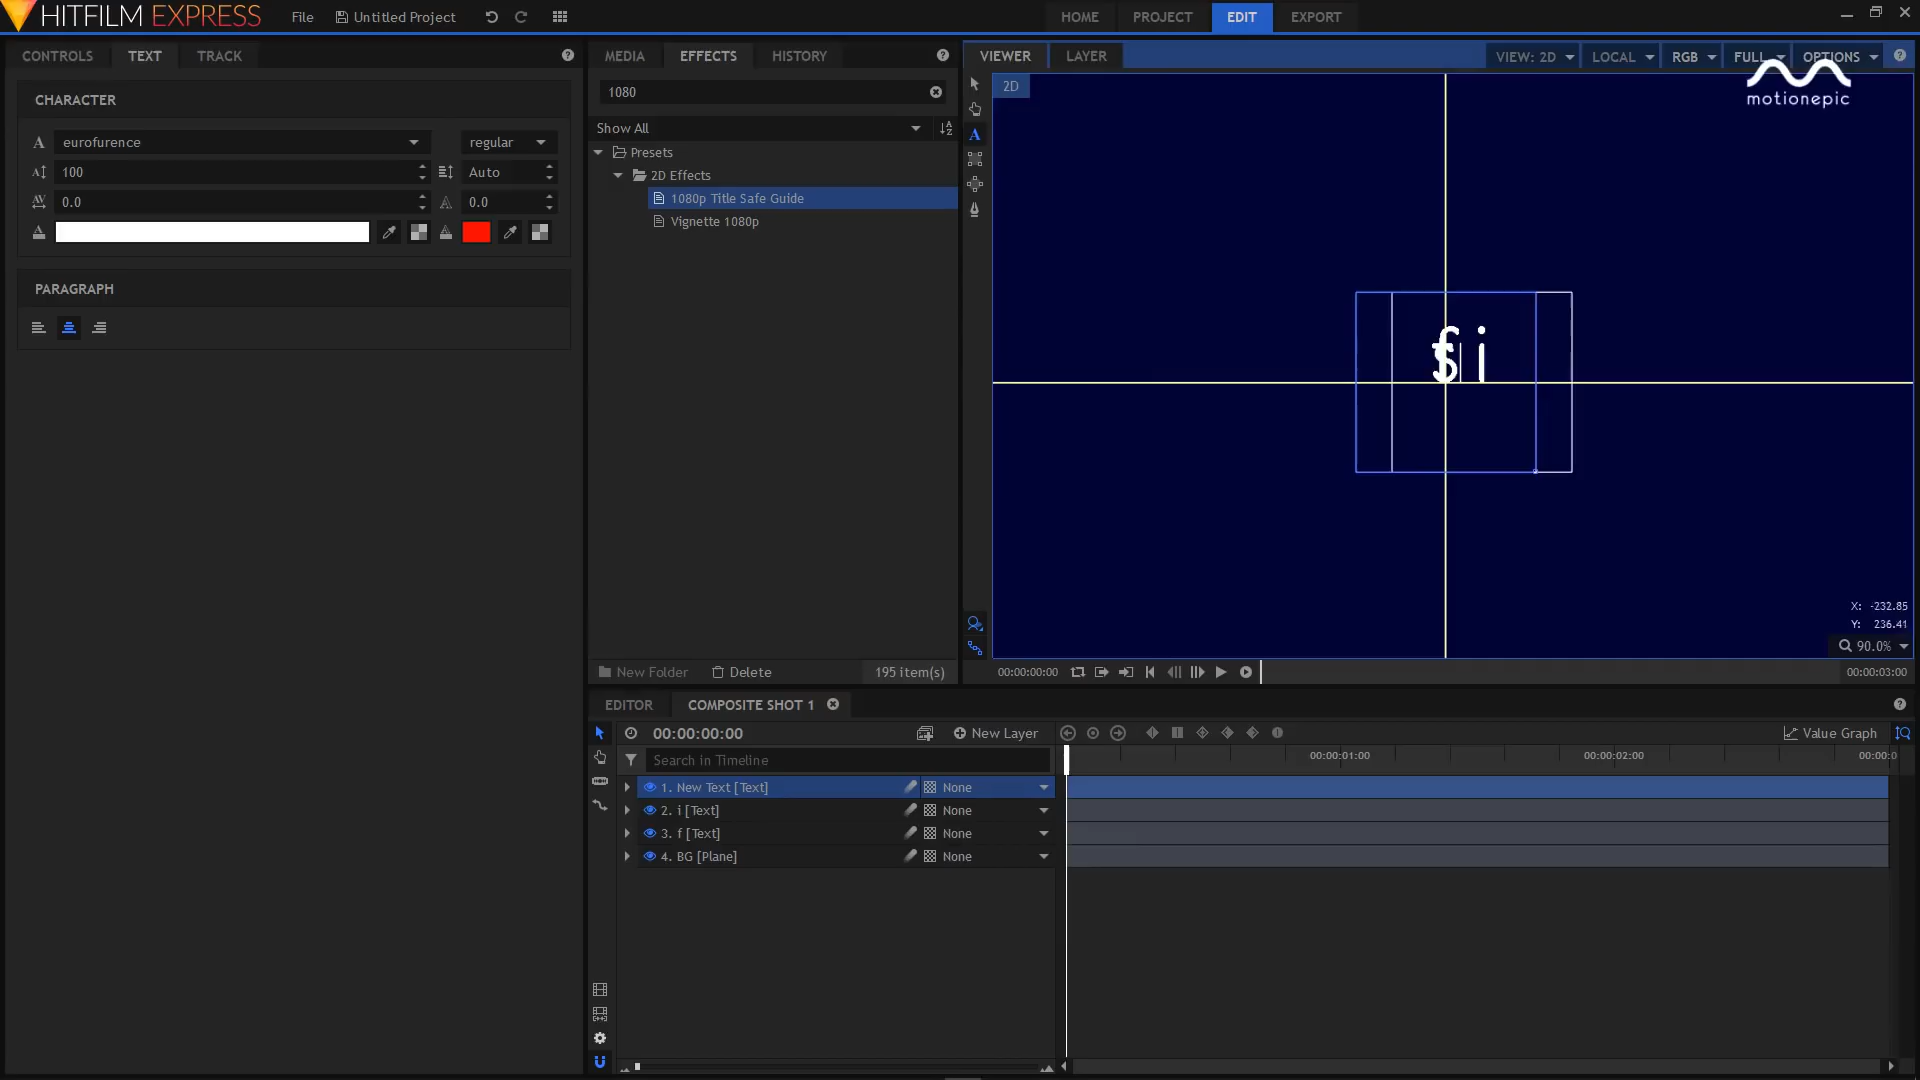 HITFILM EXPRESS
File
Untitled Project
HOME
PROJECT
EDIT
EXPORT
CONTROLS
TEXT
TRACK
CHARACTER
eurofurence
regular
100
Auto
0.0
0.0
PARAGRAPH
MEDIA
EFFECTS
HISTORY
1080
Show All
Presets
2D Effects
1080p Title Safe Guide
Vignette 1080p
New Folder
Delete
195 item(s)
VIEWER
LAYER
VIEW: 2D
LOCAL
RGB
FULL
OPTIONS
motionepic
2D
f i
s
X: -232.85
Y: 236.41
90.0%
00:00:00:00
00:00:03:00
EDITOR
COMPOSITE SHOT 1
00:00:00:00
New Layer
Value Graph
Search in Timeline
00:00:01:00
00:00:02:00
00:00:0
1. New Text [Text]
None
2. i [Text]
None
3. f [Text]
None
4. BG [Plane]
None